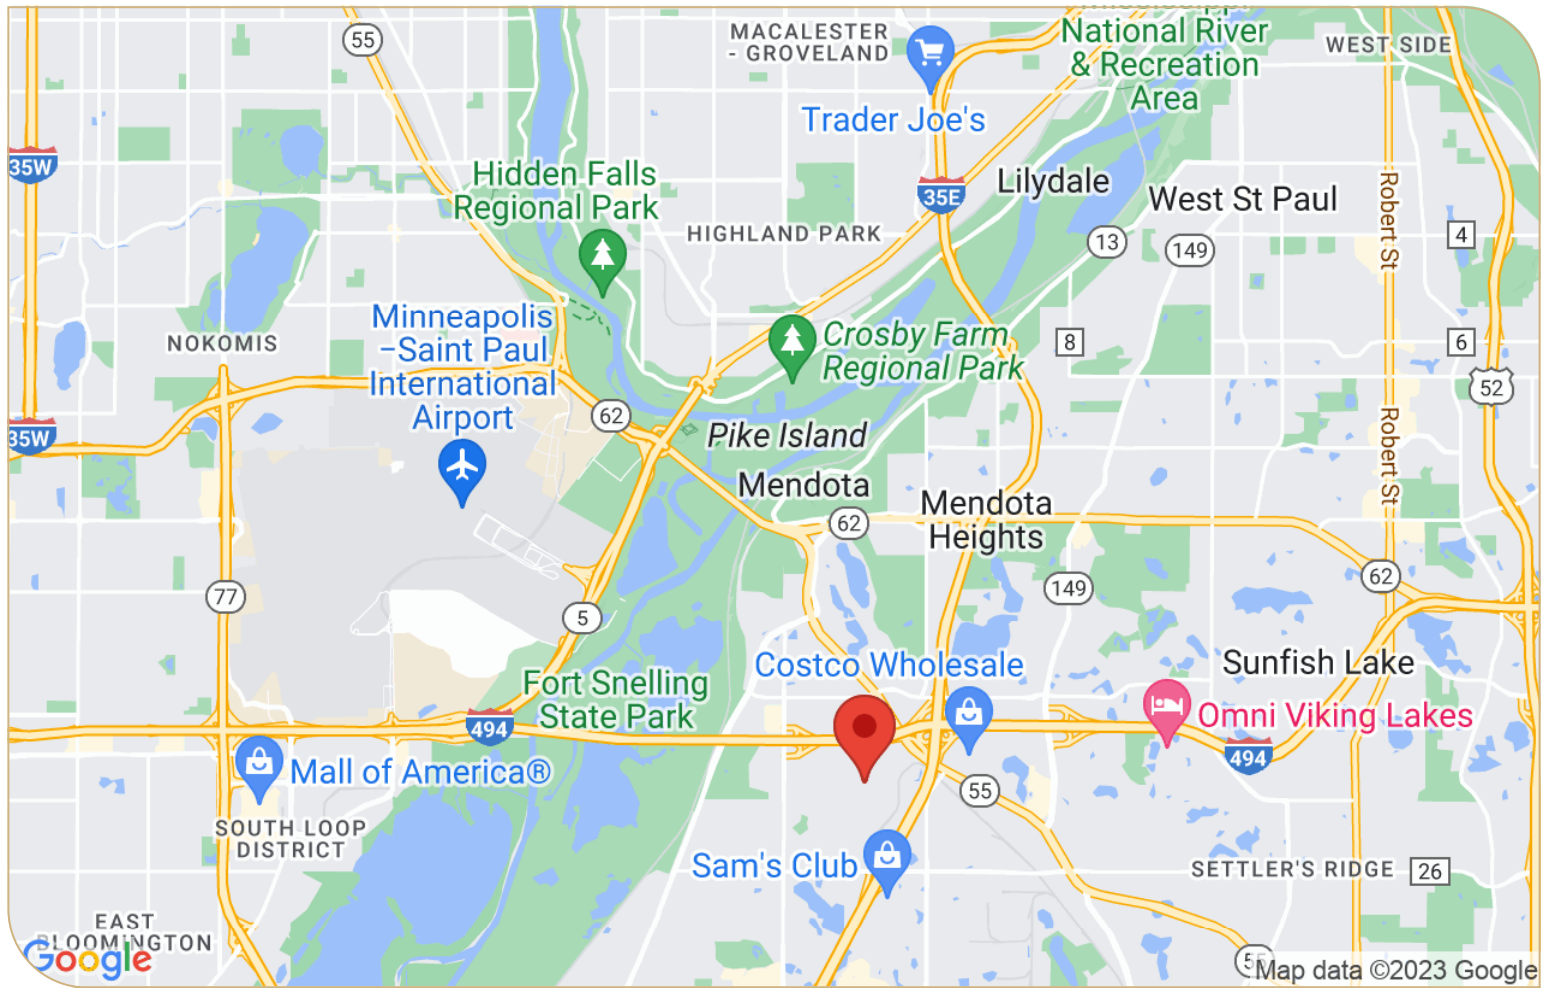 Mississippi
National River
& Recreation
Area
MACALESTER
- GROVELAND
WEST SIDE
55
Trader Joe's
35W
Hidden Falls
Regional Park
35E
Lilydale
West St Paul
Robert St
HIGHLAND PARK
13
149
4
Minneapolis
–Saint Paul
International
Airport
NOKOMIS
Crosby Farm
Regional Park
8
6
52
35W
62
Pike Island
Robert St
Mendota
62
Mendota
Heights
62
77
149
5
Costco Wholesale
Sunfish Lake
Fort Snelling
State Park
494
Omni Viking Lakes
494
Mall of America®
55
SOUTH LOOP
DISTRICT
Sam's Club
SETTLER'S RIDGE
26
EAST
BLOOMINGTON
Google
55
Map data ©2023 Google